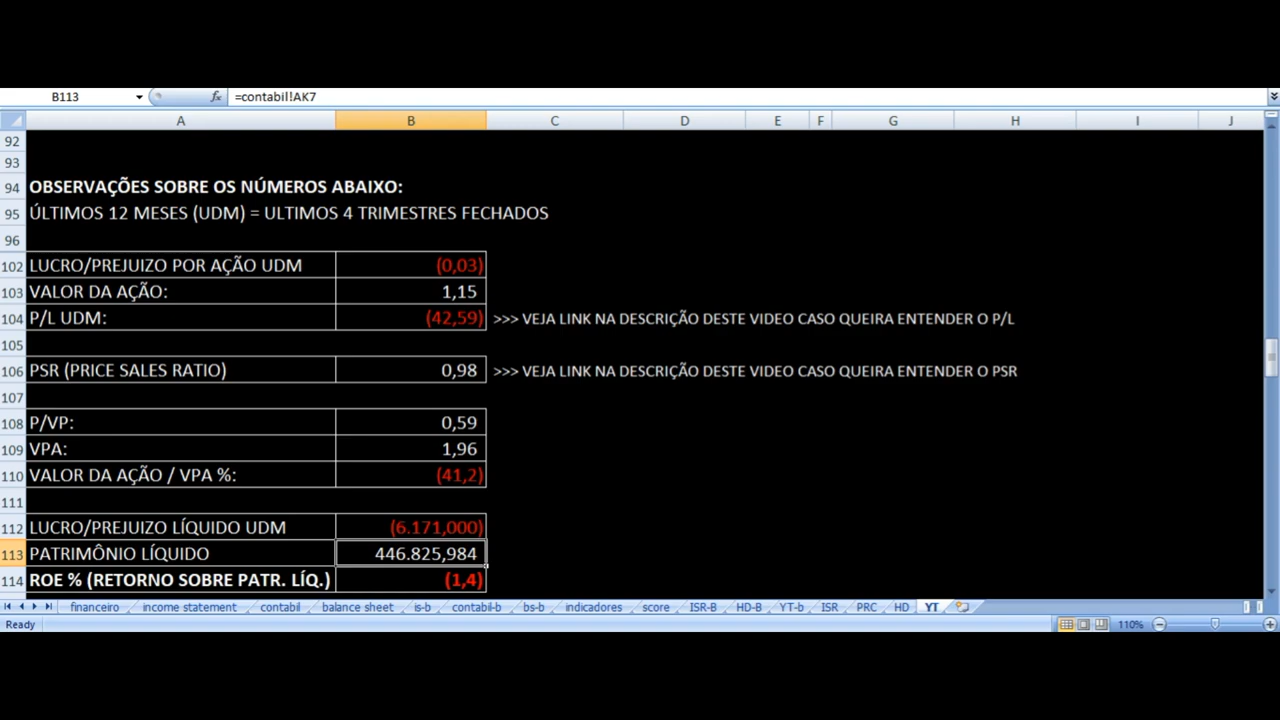 B113 fx =contabil!AK7
A B C D E F G H I J
92
93
94 OBSERVAÇÕES SOBRE OS NÚMEROS ABAIXO:
95 ÚLTIMOS 12 MESES (UDM) = ULTIMOS 4 TRIMESTRES FECHADOS
96
102 LUCRO/PREJUIZO POR AÇÃO UDM (0,03)
103 VALOR DA AÇÃO: 1,15
104 P/L UDM: (42,59) >>> VEJA LINK NA DESCRIÇÃO DESTE VIDEO CASO QUEIRA ENTENDER O P/L
105
106 PSR (PRICE SALES RATIO) 0,98 >>> VEJA LINK NA DESCRIÇÃO DESTE VIDEO CASO QUEIRA ENTENDER O PSR
107
108 P/VP: 0,59
109 VPA: 1,96
110 VALOR DA AÇÃO / VPA %: (41,2)
111
112 LUCRO/PREJUIZO LÍQUIDO UDM (6.171,000)
113 PATRIMÔNIO LÍQUIDO 446.825,984
114 ROE % (RETORNO SOBRE PATR. LÍQ.) (1,4)
financeiro income statement contabil balance sheet is-b contabil-b bs-b indicadores score ISR-B HD-B YT-b ISR PRC HD YT
Ready 110%